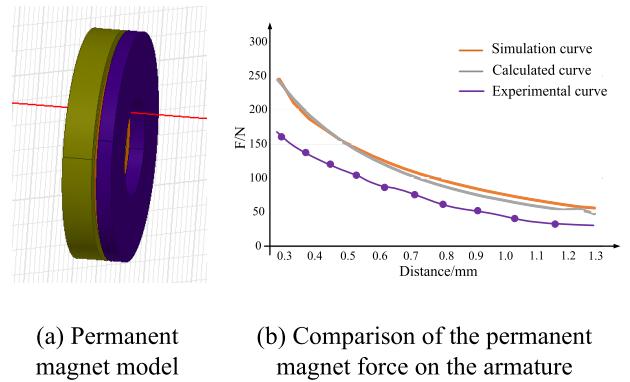 300
250
200
150
100
50
0
F/N
Simulation curve
Calculated curve
Experimental curve
0.3 0.4 0.5 0.6 0.7 0.8 0.9 1.0 1.1 1.2 1.3
Distance/mm
(a) Permanent
magnet model
(b) Comparison of the permanent
magnet force on the armature